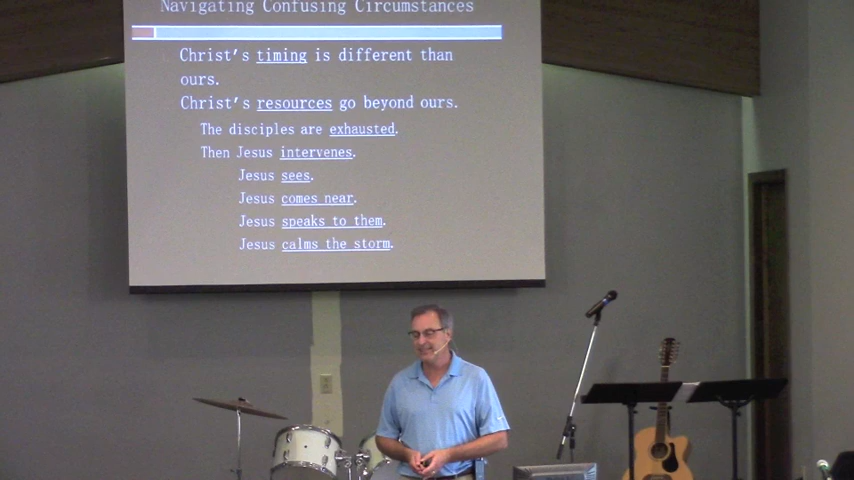 Navigating Confusing Circumstances
Christ's timing is different than
ours.
Christ's resources go beyond ours.
The disciples are exhausted.
Then Jesus intervenes.
Jesus sees.
Jesus comes near.
Jesus speaks to them.
Jesus calms the storm.